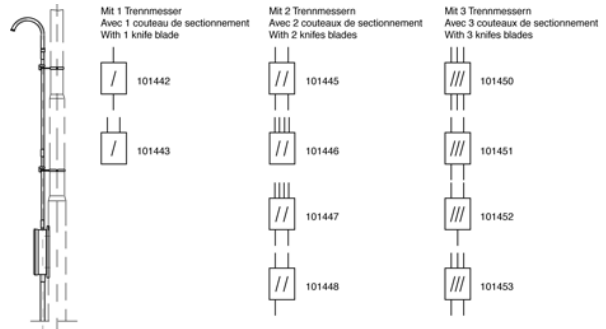 Mit 1 Trennmesser
Avec 1 couteau de sectionnement
With 1 knife blade
101442
101443
Mit 2 Trennmessern
Avec 2 couteaux de sectionnement
With 2 knifes blades
101445
101446
101447
101448
Mit 3 Trennmessern
Avec 3 couteaux de sectionnement
With 3 knifes blades
101450
101451
101452
101453